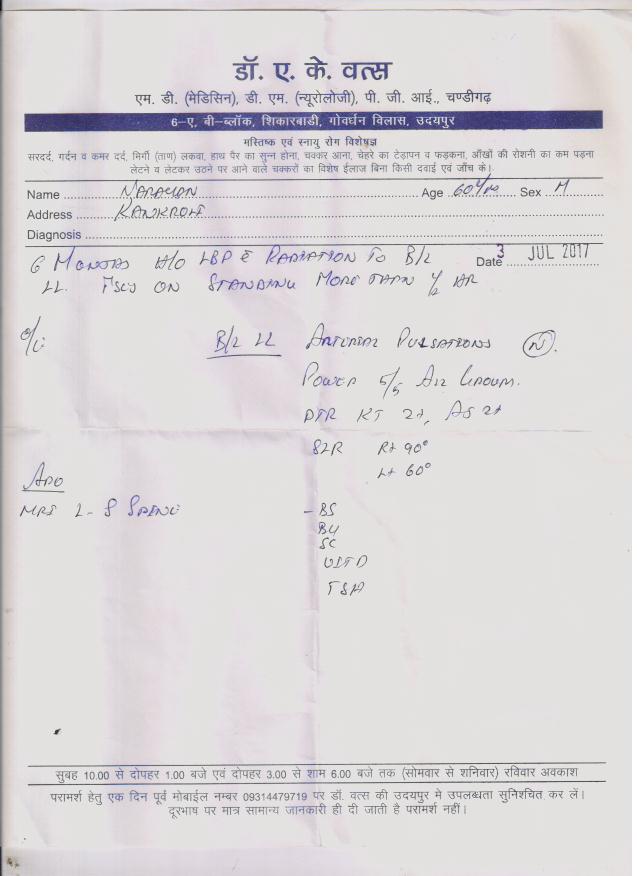 डॉ. ए. के. वत्स
एम. डी. (मेडिसिन), डी. एम. (न्यूरोलोजी), पी. जी. आई., चण्डीगढ़
6-ए, बी-ब्लॉक, शिकारबाडी, गोवर्धन विलास, उदयपुर
मस्तिष्क एवं स्नायु रोग विशेषज्ञ
सरदर्द, गर्दन व कमर दर्द, मिर्गी (ताण) लकवा, हाथ पैर का सुन्न होना, चक्कर आना, चेहरे का टेड़ापन व फड़कना, आँखों की रोशनी का कम पड़ना
लेटने व लेटकर उठने पर आने वाले चक्करों का विशेष ईलाज बिना किसी दवाई एवं जाँच के।
Name NARAYAN Age 60 Yrs Sex M
Address KANKROLI
Diagnosis
Date 3 JUL 2017
6 MONTHS H/O LBP C RADIATION TO B/L
LL. ON STANDING MORE THAN 1/2 HR
O/E B/L LL ARTERIAL PULSATIONS N.
POWER 5/5 ALL GROUPS.
DTR KJ 2+, AJ 2+
SLR Rt 90°
Lt 60°
ADV
MRI L-S SPINE - BS
BU
SC
VIT D
TSH
सुबह 10.00 से दोपहर 1.00 बजे एवं दोपहर 3.00 से शाम 6.00 बजे तक (सोमवार से शनिवार) रविवार अवकाश
परामर्श हेतु एक दिन पूर्व मोबाईल नम्बर 09314479719 पर डॉ. वत्स की उदयपुर मे उपलब्धता सुनिश्चित कर लें।
दूरभाष पर मात्र सामान्य जानकारी ही दी जाती है परामर्श नहीं।